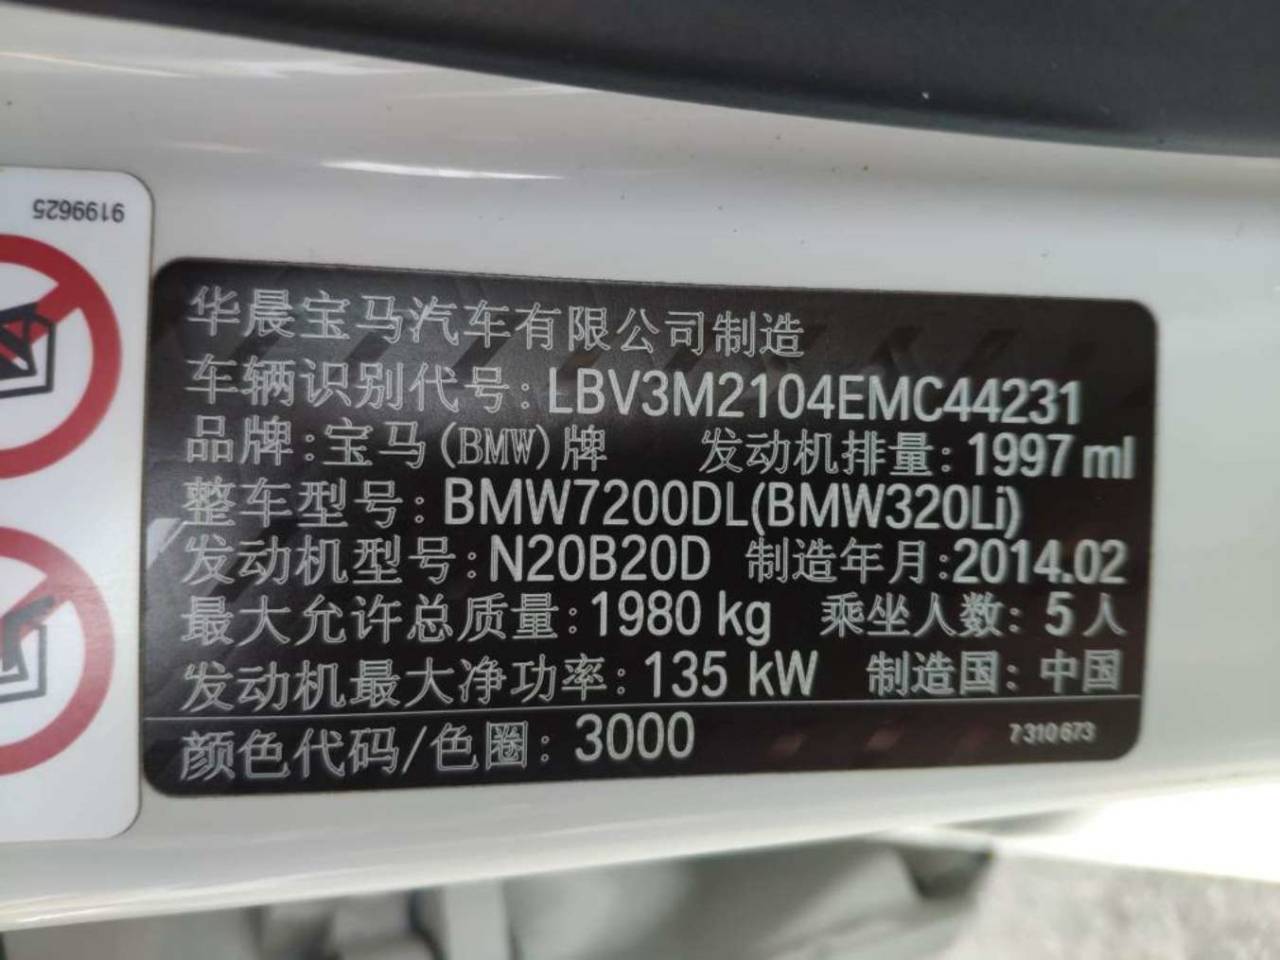 9199625
华晨宝马汽车有限公司制造
车辆识别代号: LBV3M2104EMC44231
品牌: 宝马(BMW)牌 发动机排量: 1997 ml
整车型号: BMW7200DL(BMW320Li)
发动机型号: N20B20D 制造年月: 2014.02
最大允许总质量: 1980 kg 乘坐人数: 5人
发动机最大净功率: 135 kW 制造国: 中国
颜色代码/色圈: 3000 7310673